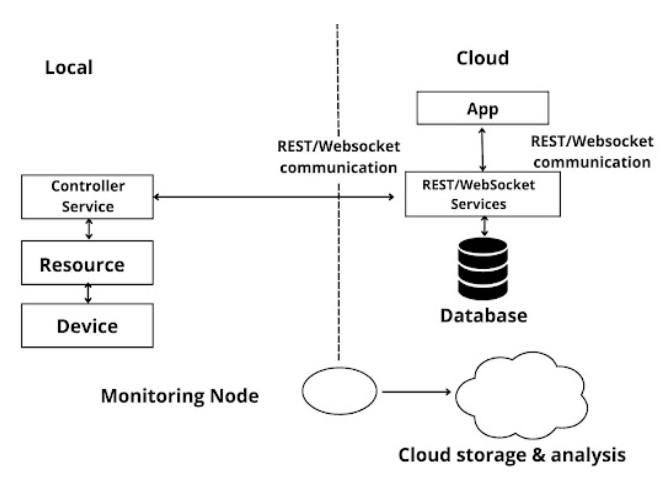 Local
Cloud
App
REST/Websocket
communication
REST/Websocket
communication
Controller
Service
REST/WebSocket
Services
Resource
Device
Database
Monitoring Node
Cloud storage & analysis